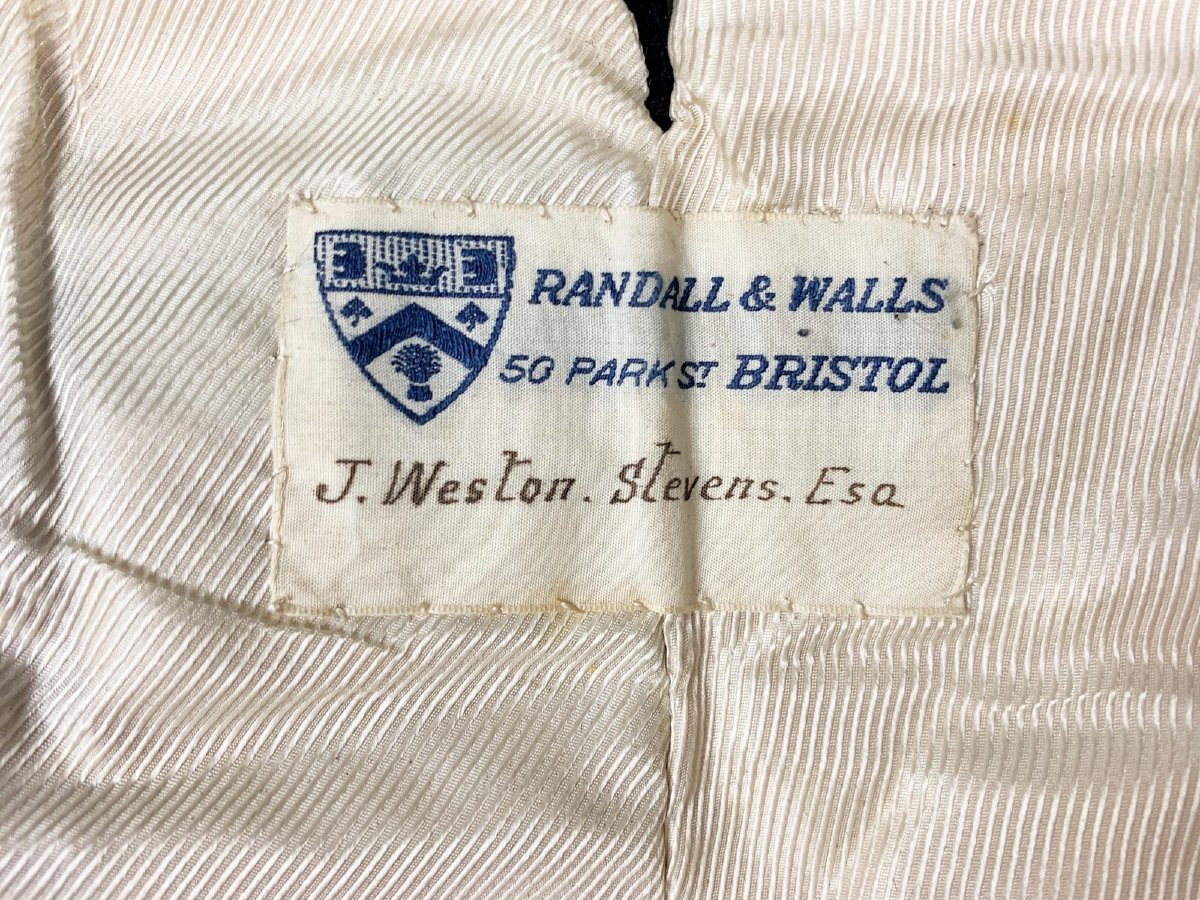 RANDALL & WALLS
50 PARK ST BRISTOL
J. Weston. Stevens. Esq